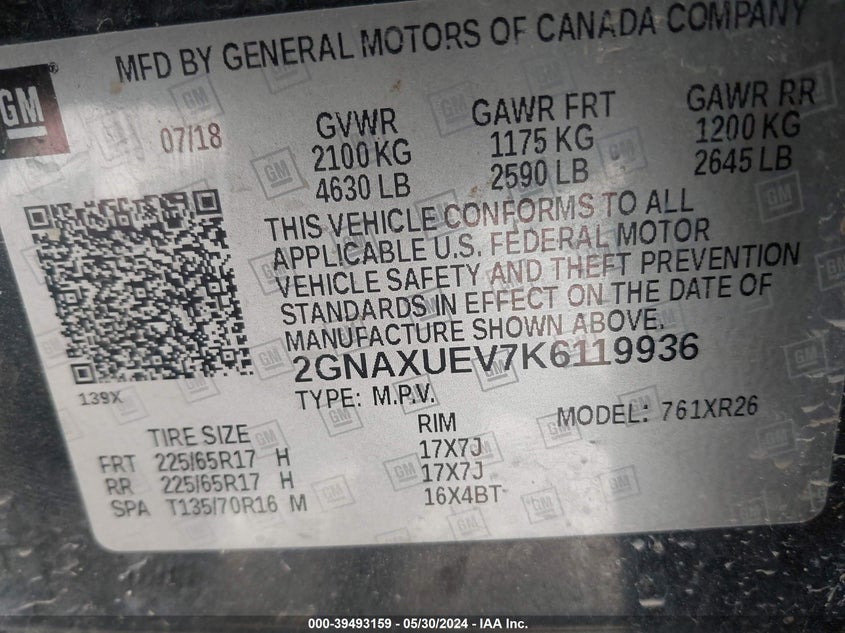 MFD BY GENERAL MOTORS OF CANADA COMPANY
GM
07/18
GVWR
2100 KG
4630 LB
GAWR FRT
1175 KG
2590 LB
GAWR RR
1200 KG
2645 LB
THIS VEHICLE CONFORMS TO ALL
APPLICABLE U.S. FEDERAL MOTOR
VEHICLE SAFETY AND THEFT PREVENTION
STANDARDS IN EFFECT ON THE DATE OF
MANUFACTURE SHOWN ABOVE.
2GNAXUEV7K6119936
139X
TYPE: M.P.V.
MODEL: 761XR26
TIRE SIZE
RIM
FRT 225/65R17 H 17X7J
RR 225/65R17 H 17X7J
SPA T135/70R16 M 16X4BT
000-39493159 - 05/30/2024 - IAA Inc.